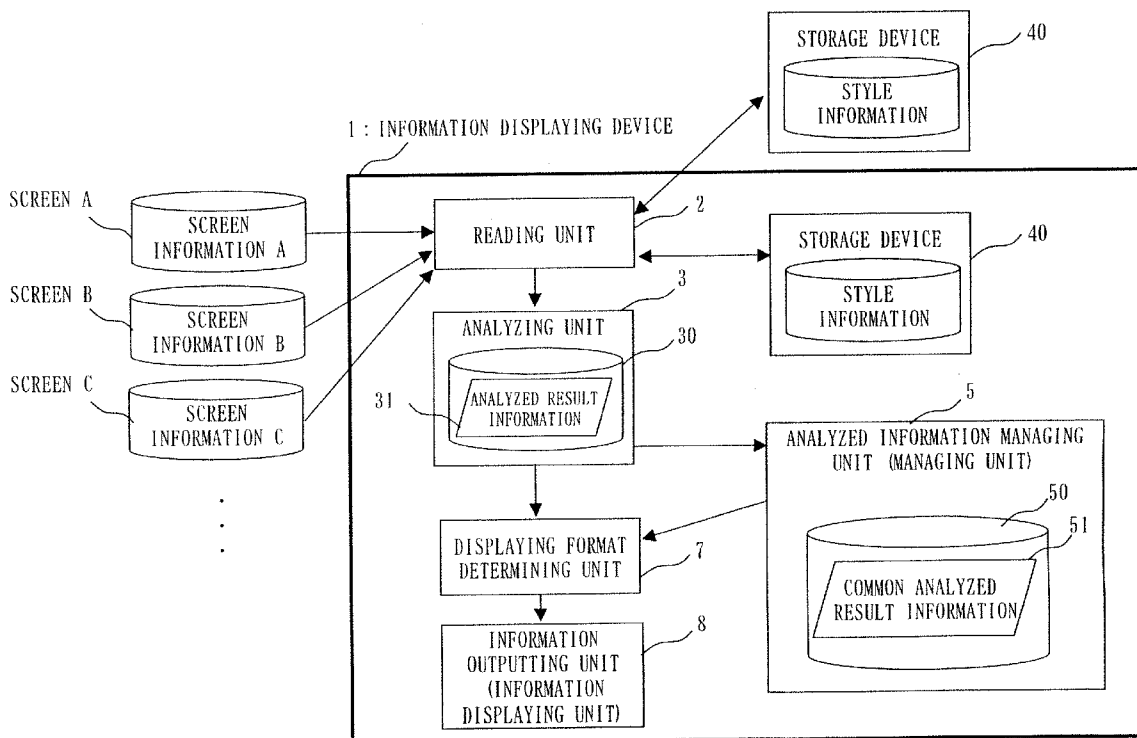 STORAGE DEVICE
40
STYLE
INFORMATION
1 : INFORMATION DISPLAYING DEVICE
SCREEN A
SCREEN
INFORMATION A
READING UNIT
2
STORAGE DEVICE
40
STYLE
INFORMATION
SCREEN B
SCREEN
INFORMATION B
3
ANALYZING UNIT
30
31
ANALYZED RESULT
INFORMATION
SCREEN C
SCREEN
INFORMATION C
5
ANALYZED INFORMATION MANAGING
UNIT (MANAGING UNIT)
50
51
COMMON ANALYZED
RESULT INFORMATION
DISPLAYING FORMAT
DETERMINING UNIT
7
INFORMATION
OUTPUTTING UNIT
(INFORMATION
DISPLAYING UNIT)
8